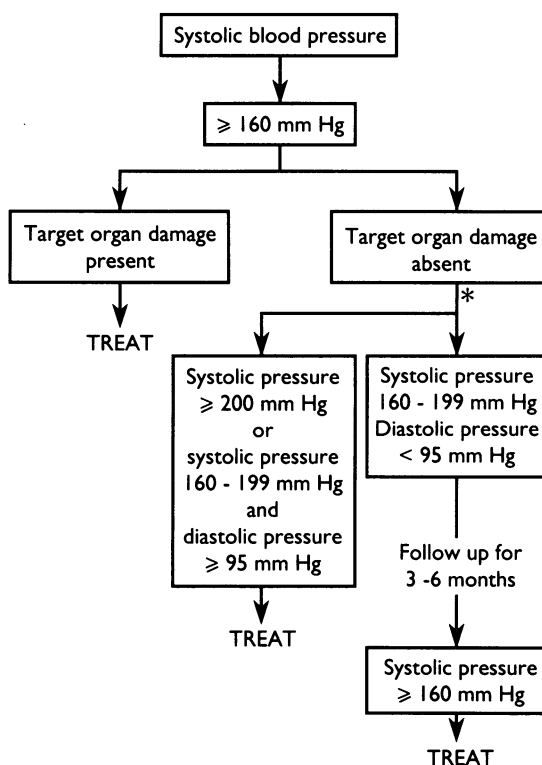 Systolic blood pressure
⩾ 160 mm Hg
Target organ damage
present
Target organ damage
absent
*
TREAT
Systolic pressure
⩾ 200 mm Hg
or
systolic pressure
160 - 199 mm Hg
and
diastolic pressure
⩾ 95 mm Hg
Systolic pressure
160 - 199 mm Hg
Diastolic pressure
< 95 mm Hg
Follow up for
3 -6 months
TREAT
Systolic pressure
⩾ 160 mm Hg
TREAT